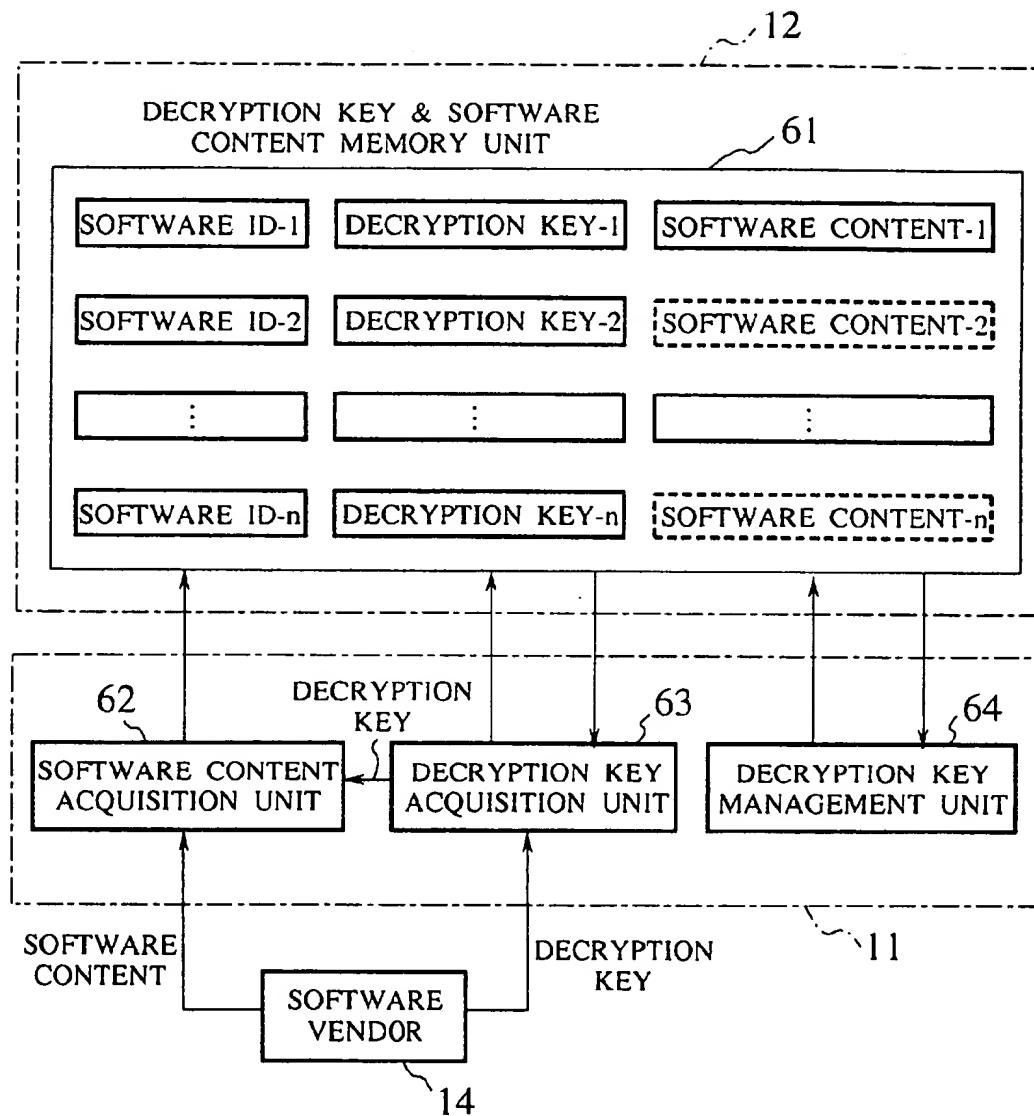 12
DECRYPTION KEY & SOFTWARE
CONTENT MEMORY UNIT
61
SOFTWARE ID-1
DECRYPTION KEY-1
SOFTWARE CONTENT-1
SOFTWARE ID-2
DECRYPTION KEY-2
SOFTWARE CONTENT-2
⋮
⋮
⋮
SOFTWARE ID-n
DECRYPTION KEY-n
SOFTWARE CONTENT-n
62
DECRYPTION
KEY
63
64
SOFTWARE CONTENT
ACQUISITION UNIT
DECRYPTION KEY
ACQUISITION UNIT
DECRYPTION KEY
MANAGEMENT UNIT
SOFTWARE
CONTENT
DECRYPTION
KEY
11
SOFTWARE
VENDOR
14